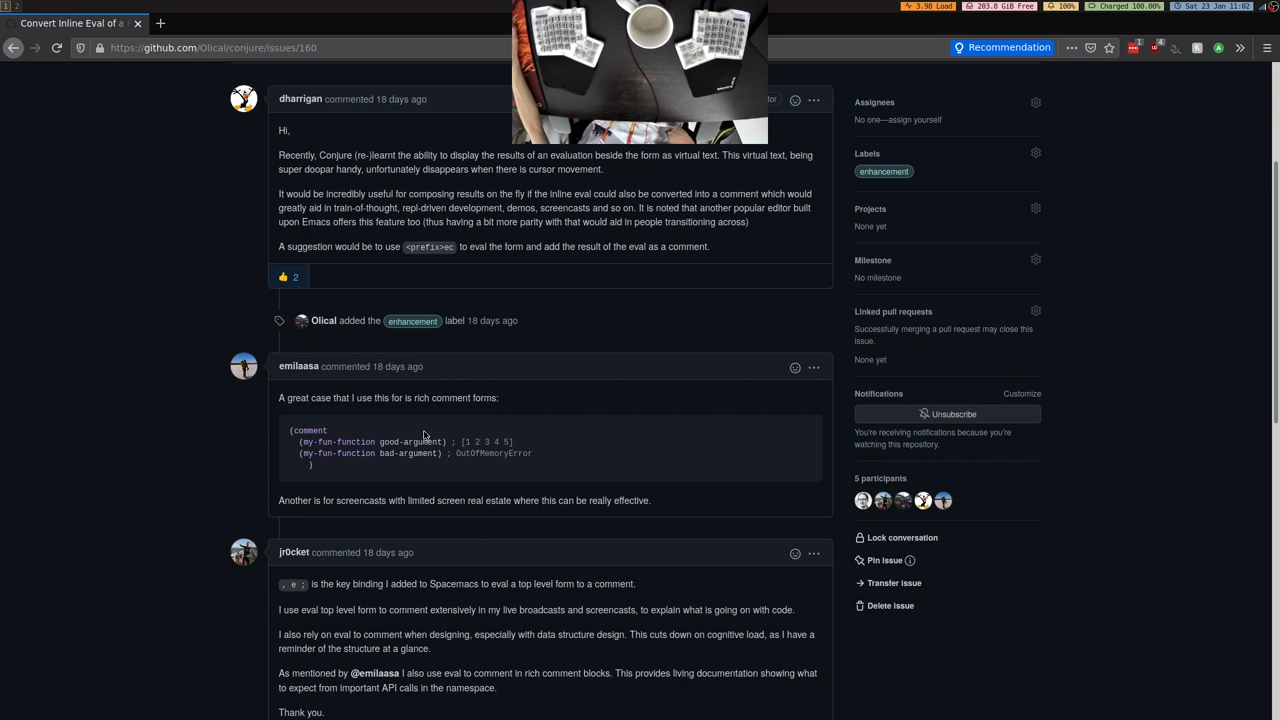 1 2
3.98 Load 203.8 GiB Free 100% Charged 100.00% Sat 23 Jan 11:02
Convert Inline Eval of a
https://github.com/Olical/conjure/issues/160
Recommendation
1 4
dharrigan commented 18 days ago
Hi,
Recently, Conjure (re-)learnt the ability to display the results of an evaluation beside the form as virtual text. This virtual text, being
super doopar handy, unfortunately disappears when there is cursor movement.
It would be incredibly useful for composing results on the fly if the inline eval could also be converted into a comment which would
greatly aid in train-of-thought, repl-driven development, demos, screencasts and so on. It is noted that another popular editor built
upon Emacs offers this feature too (thus having a bit more parity with that would aid in people transitioning across)
A suggestion would be to use <prefix>ec to eval the form and add the result of the eval as a comment.
👍 2
Olical added the enhancement label 18 days ago
emilaasa commented 18 days ago
A great case that I use this for is rich comment forms:
(comment
(my-fun-function good-argument) ; [1 2 3 4 5]
(my-fun-function bad-argument) ; OutOfMemoryError
)
Another is for screencasts with limited screen real estate where this can be really effective.
jr0cket commented 18 days ago
, e ; is the key binding I added to Spacemacs to eval a top level form to a comment.
I use eval top level form to comment extensively in my live broadcasts and screencasts, to explain what is going on with code.
I also rely on eval to comment when designing, especially with data structure design. This cuts down on cognitive load, as I have a
reminder of the structure at a glance.
As mentioned by @emilaasa I also use eval to comment in rich comment blocks. This provides living documentation showing what
to expect from important API calls in the namespace.
Thank you.
Assignees
No one—assign yourself
Labels
enhancement
Projects
None yet
Milestone
No milestone
Linked pull requests
Successfully merging a pull request may close this
issue.
None yet
Notifications Customize
Unsubscribe
You're receiving notifications because you're
watching this repository.
5 participants
Lock conversation
Pin issue
Transfer issue
Delete issue